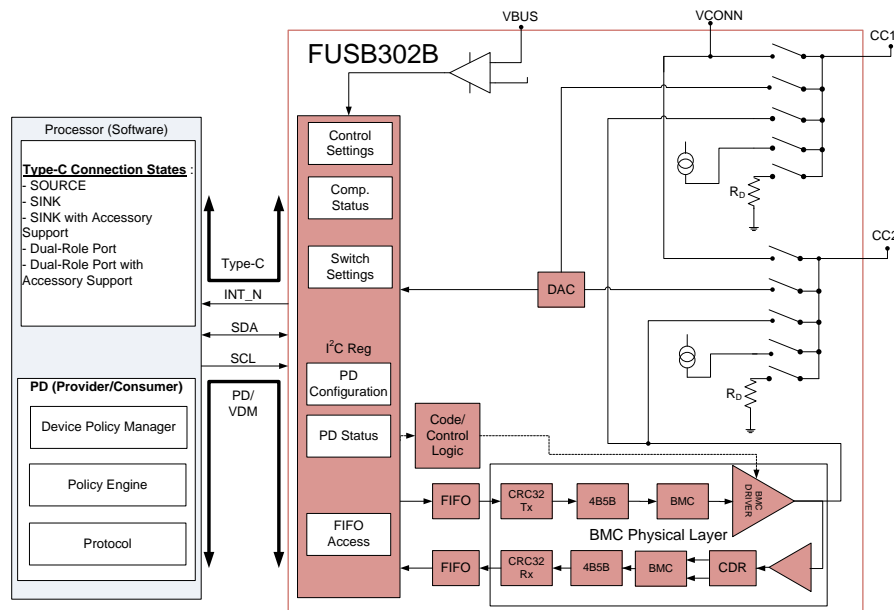 VBUS
VCONN
CC1
FUSB302B
Processor (Software)
Type-C Connection States :
- SOURCE
- SINK
- SINK with Accessory
Support
- Dual-Role Port
- Dual-Role Port with
Accessory Support
Type-C
INT_N
SDA
SCL
Control
Settings
Comp.
Status
Switch
Settings
I²C Reg
PD
Configuration
PD Status
FIFO
Access
RD
CC2
DAC
RD
PD (Provider/Consumer)
Device Policy Manager
Policy Engine
Protocol
PD/
VDM
Code/
Control
Logic
FIFO
CRC32
Tx
4B5B
BMC
BMC
DRIVER
BMC Physical Layer
FIFO
CRC32
Rx
4B5B
BMC
CDR